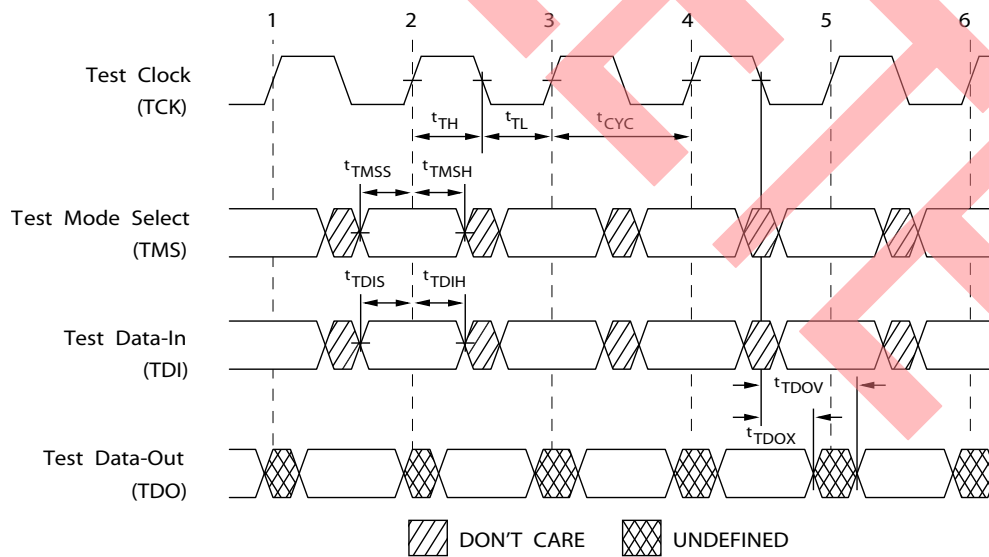 1 2 3 4 5 6
Test Clock
(TCK)
tTH tTL tCYC
tTMSS tTMSH
Test Mode Select
(TMS)
tTDIS tTDIH
Test Data-In
(TDI)
tTDOV
tTDOX
Test Data-Out
(TDO)
DON'T CARE UNDEFINED